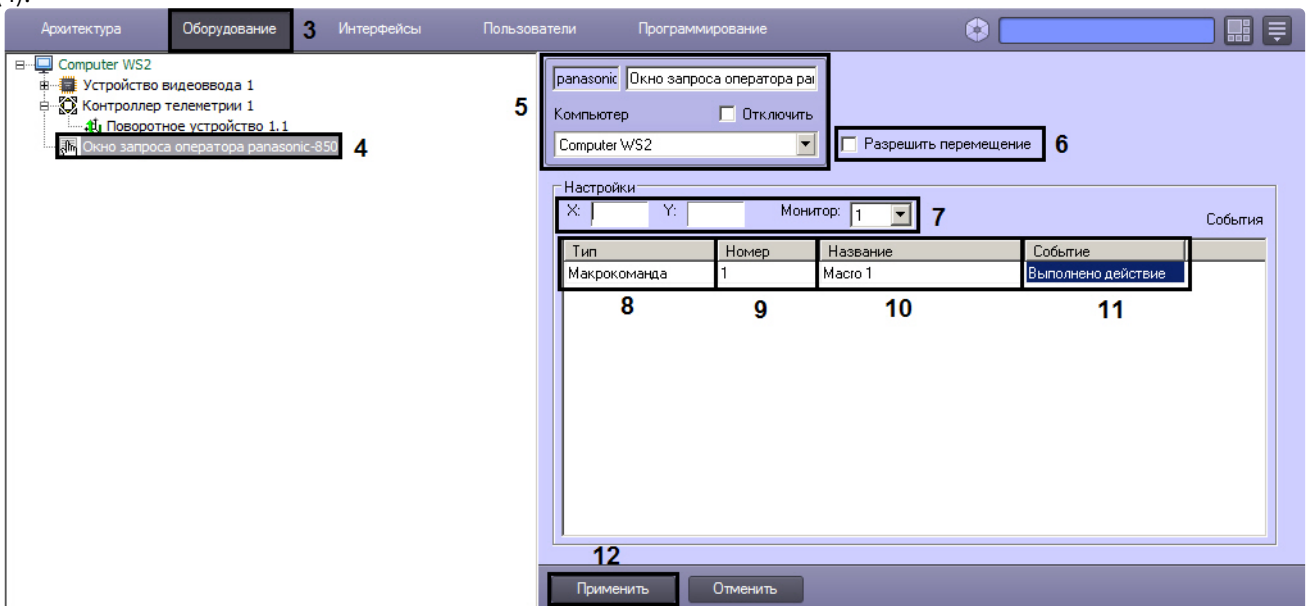 (4).
Архитектура Оборудование 3 Интерфейсы Пользователи Программирование
Computer WS2
Устройство видеоввода 1
Контроллер телеметрии 1
Поворотное устройство 1.1
Окно запроса оператора panasonic-850
4
5
panasonic Окно запроса оператора pai
Компьютер Отключить
Computer WS2
Разрешить перемещение 6
Настройки
X: Y: Монитор: 1 7
События
Тип Номер Название Событие
Макрокоманда 1 Macro 1 Выполнено действие
8 9 10 11
12
Применить Отменить